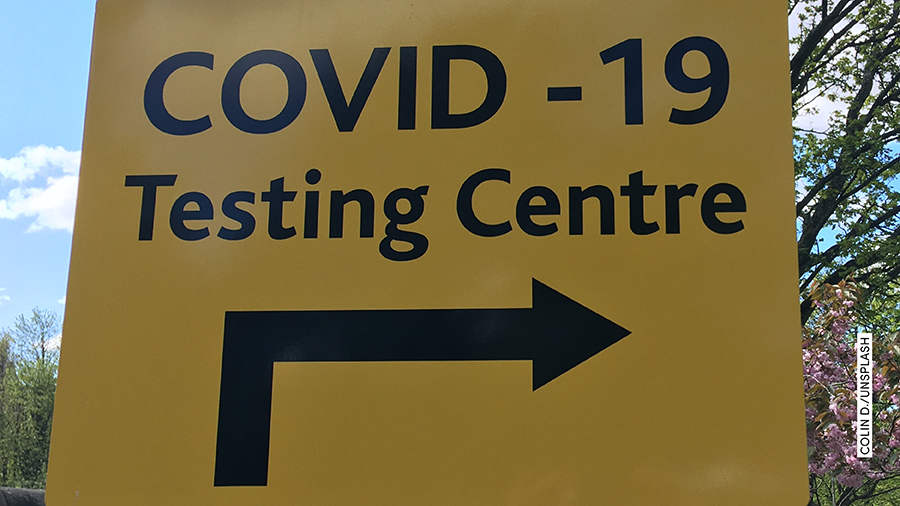 COVID -19
Testing Centre
COLIN D./UNSPLASH